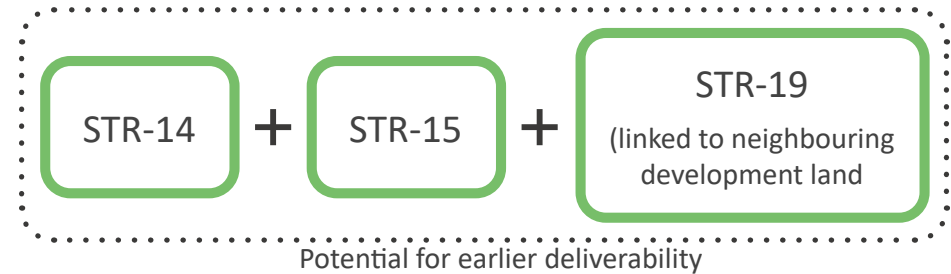 STR-14 + STR-15 + STR-19
(linked to neighbouring
development land
Potential for earlier deliverability